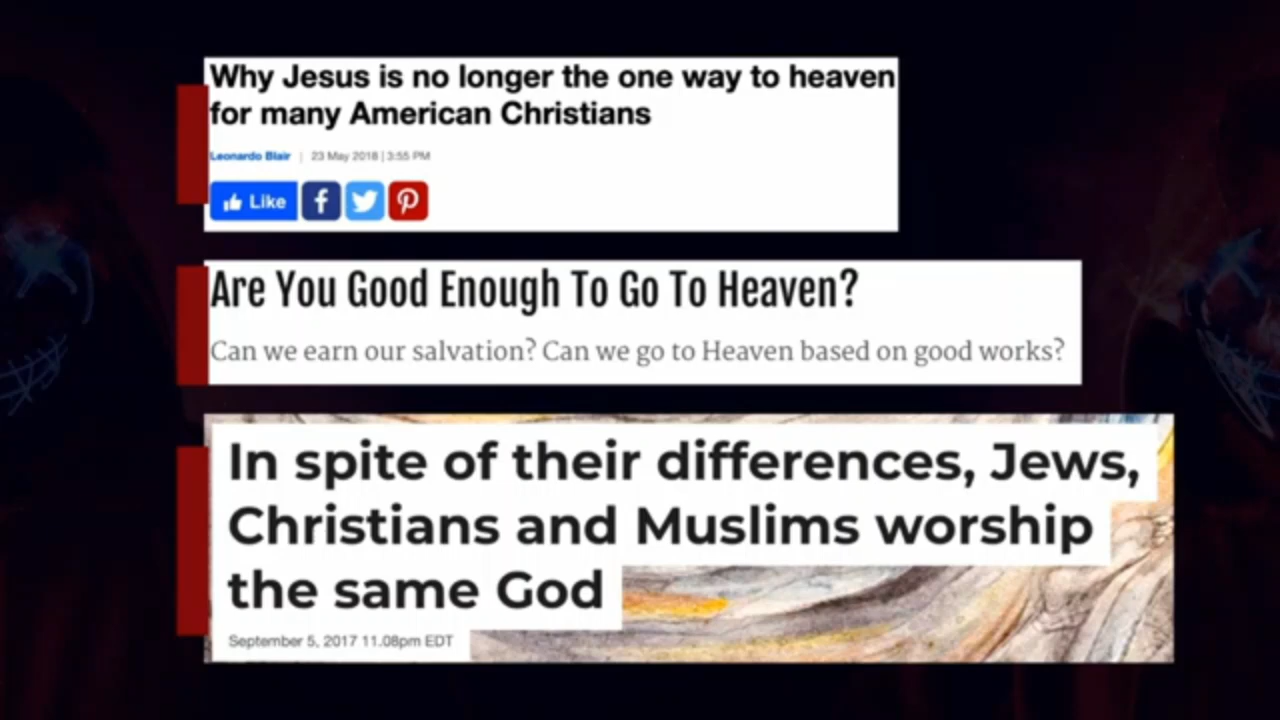 Why Jesus is no longer the one way to heaven
for many American Christians
Leonardo Blair | 23 May 2018 | 3:55 PM
Like
Are You Good Enough To Go To Heaven?
Can we earn our salvation? Can we go to Heaven based on good works?
In spite of their differences, Jews,
Christians and Muslims worship
the same God
September 5, 2017 11.08pm EDT